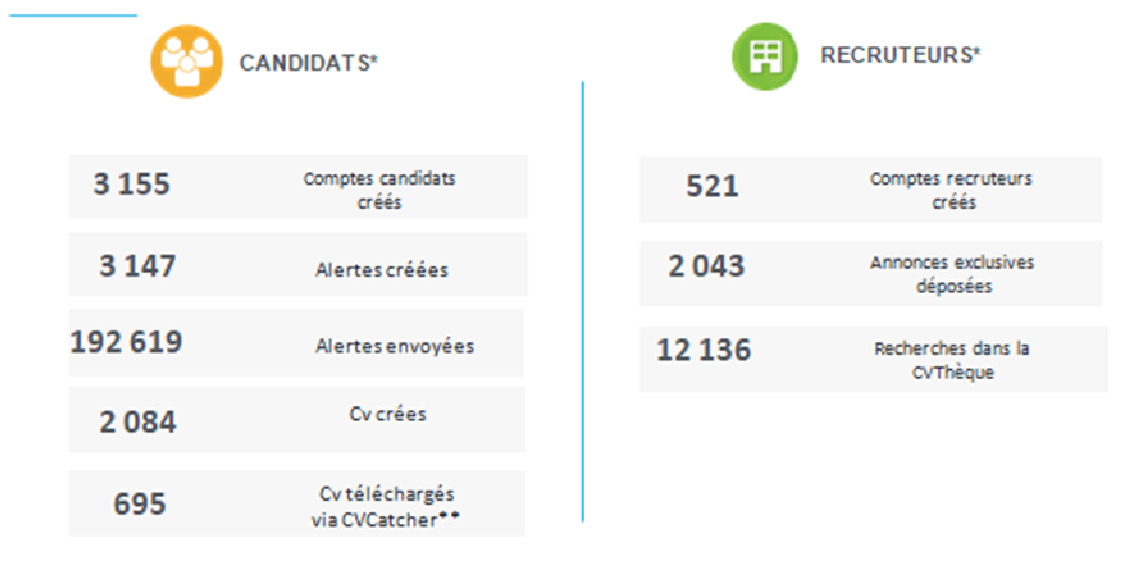 CANDIDATS*
3 155
Comptes candidats
créés
3 147
Alertes créées
192 619
Alertes envoyées
2 084
Cv crées
695
Cv téléchargés
via CVCatcher**
RECRUTEURS*
521
Comptes recruteurs
créés
2 043
Annonces exclusives
déposées
12 136
Recherches dans la
CVThèque